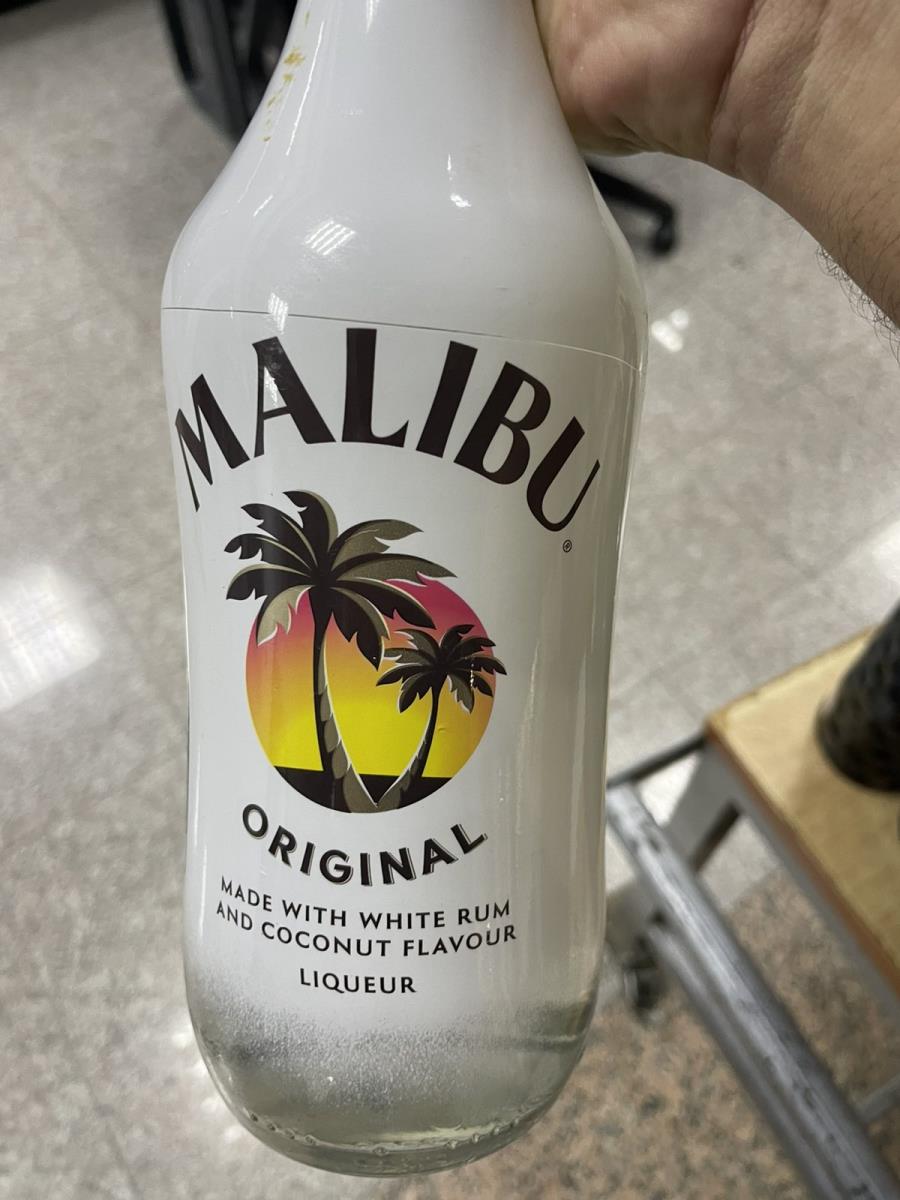 MALIBU
®
ORIGINAL
MADE WITH WHITE RUM
AND COCONUT FLAVOUR
LIQUEUR